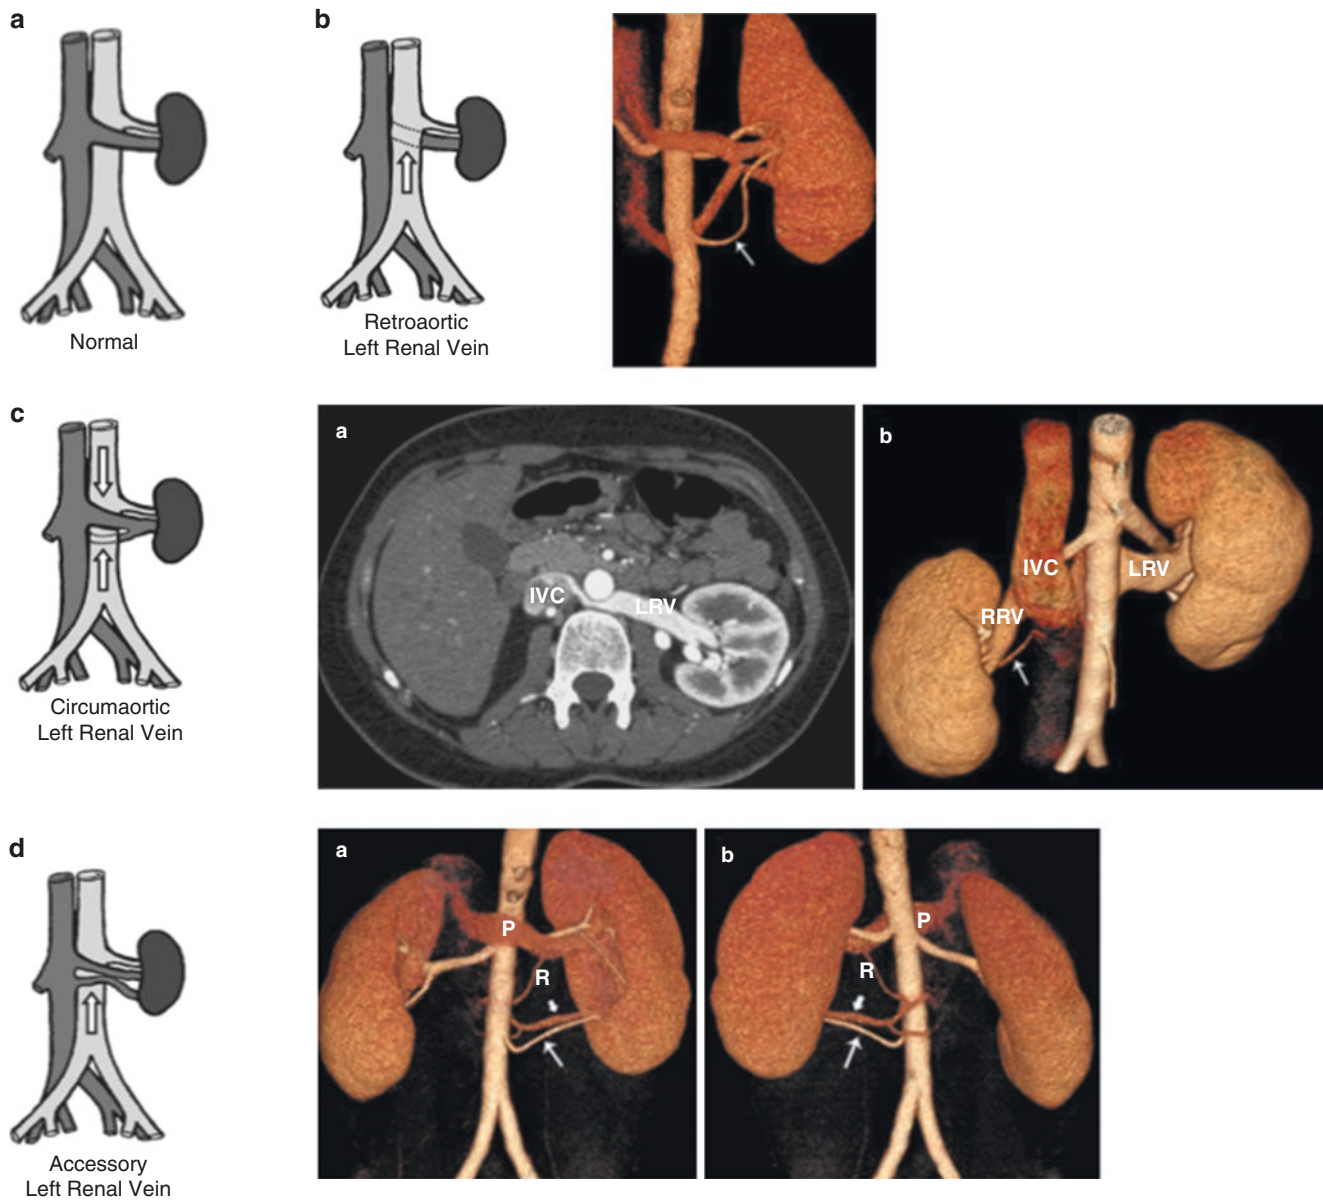 a
b
Normal
Retroaortic
Left Renal Vein
c
a
b
IVC
LRV
IVC
LRV
RRV
Circumaortic
Left Renal Vein
d
a
b
P
R
P
R
Accessory
Left Renal Vein